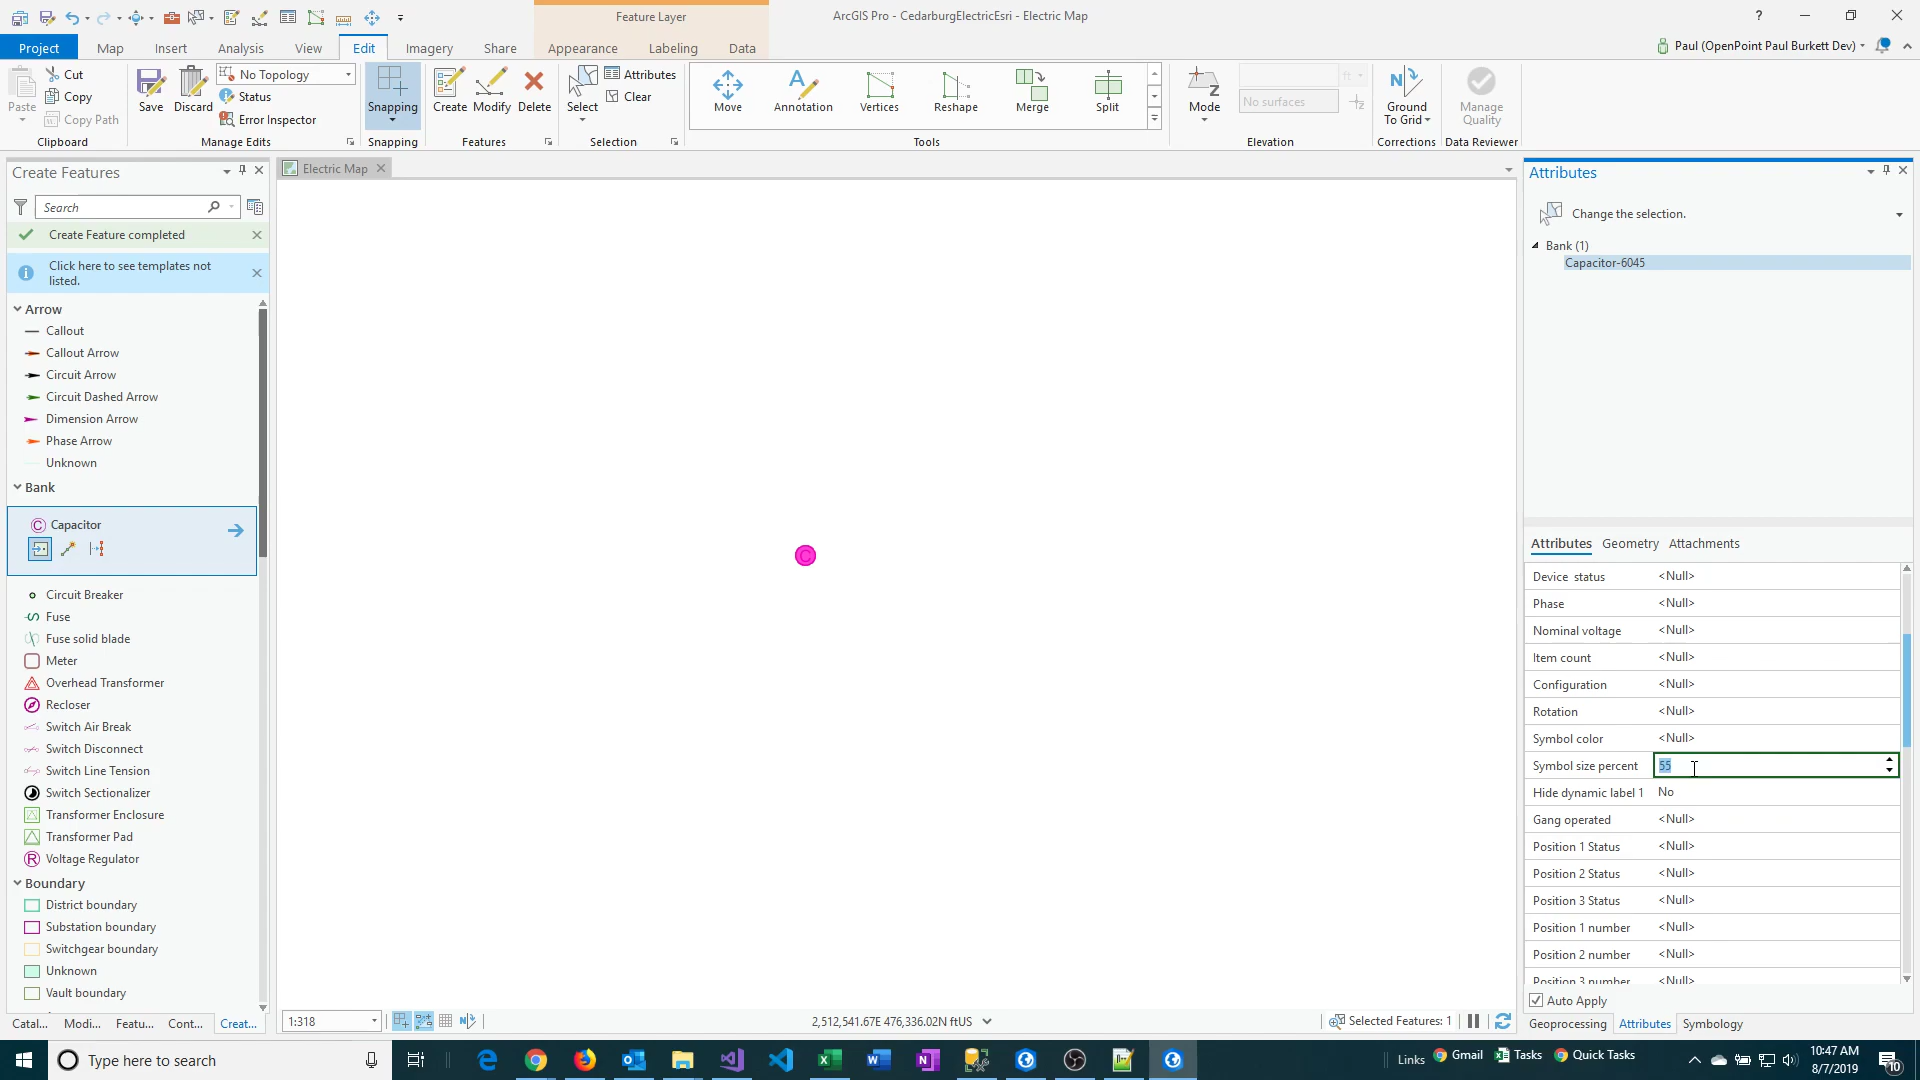 Feature Layer
ArcGIS Pro - CedarburgElectricEsri - Electric Map
?
Project
Map
Insert
Analysis
View
Edit
Imagery
Share
Appearance
Labeling
Data
Paul (OpenPoint Paul Burkett Dev)
Paste
Cut
Copy
Copy Path
Clipboard
Save
Discard
No Topology
Status
Error Inspector
Manage Edits
Snapping
Snapping
Create
Modify
Delete
Features
Select
Attributes
Clear
Selection
Move
Annotation
Vertices
Reshape
Merge
Split
Tools
Mode
ft
No surfaces
Elevation
Ground
To Grid
Corrections
Manage
Quality
Data Reviewer
Create Features
Search
Create Feature completed
Click here to see templates not
listed.
Arrow
Callout
Callout Arrow
Circuit Arrow
Circuit Dashed Arrow
Dimension Arrow
Phase Arrow
Unknown
Bank
Capacitor
Circuit Breaker
Fuse
Fuse solid blade
Meter
Overhead Transformer
Recloser
Switch Air Break
Switch Disconnect
Switch Line Tension
Switch Sectionalizer
Transformer Enclosure
Transformer Pad
Voltage Regulator
Boundary
District boundary
Substation boundary
Switchgear boundary
Unknown
Vault boundary
Catal...
Modi...
Featu...
Cont...
Creat...
Electric Map
C
1:318
2,512,541.67E 476,336.02N ftUS
Selected Features: 1
Attributes
Change the selection.
Bank (1)
Capacitor-6045
Attributes
Geometry
Attachments
Device status <Null>
Phase <Null>
Nominal voltage <Null>
Item count <Null>
Configuration <Null>
Rotation <Null>
Symbol color <Null>
Symbol size percent 55
Hide dynamic label 1 No
Gang operated <Null>
Position 1 Status <Null>
Position 2 Status <Null>
Position 3 Status <Null>
Position 1 number <Null>
Position 2 number <Null>
Position 3 number <Null>
Auto Apply
Geoprocessing
Attributes
Symbology
Type here to search
Links
Gmail
Tasks
Quick Tasks
10:47 AM
8/7/2019
10